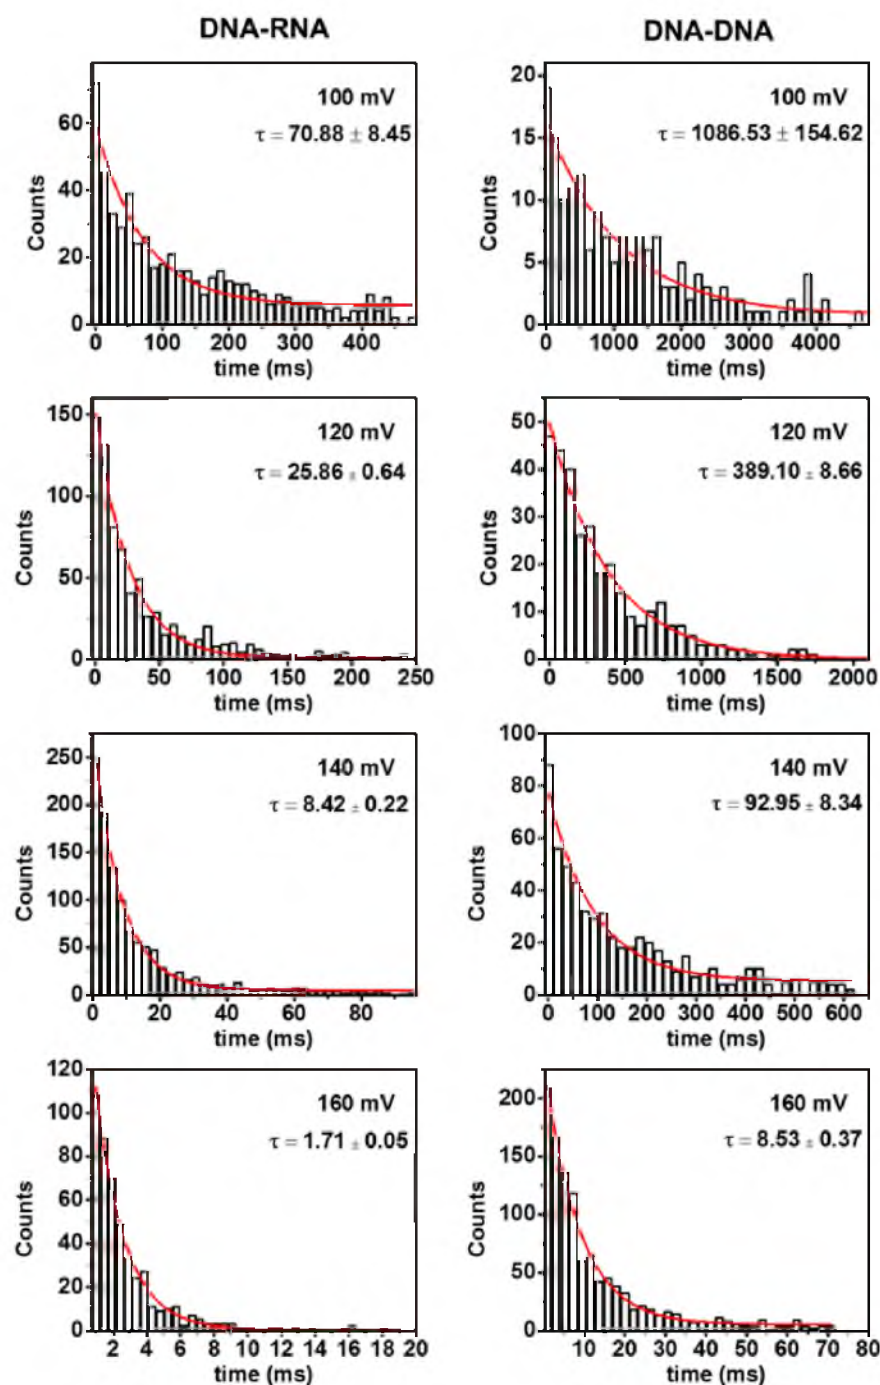 DNA-RNA
DNA-DNA
100 mV
τ = 70.88 ± 8.45
Counts
60
40
20
0
0 100 200 300 400
time (ms)
100 mV
τ = 1086.53 ± 154.62
Counts
20
15
10
5
0
0 1000 2000 3000 4000
time (ms)
120 mV
τ = 25.86 ± 0.64
Counts
150
100
50
0
0 50 100 150 200 250
time (ms)
120 mV
τ = 389.10 ± 8.66
Counts
50
40
30
20
10
0
0 500 1000 1500 2000
time (ms)
140 mV
τ = 8.42 ± 0.22
Counts
250
200
150
100
50
0
0 20 40 60 80
time (ms)
140 mV
τ = 92.95 ± 8.34
Counts
100
80
60
40
20
0
0 100 200 300 400 500 600
time (ms)
160 mV
τ = 1.71 ± 0.05
Counts
120
100
80
60
40
20
0
2 4 6 8 10 12 14 16 18 20
time (ms)
160 mV
τ = 8.53 ± 0.37
Counts
200
150
100
50
0
10 20 30 40 50 60 70 80
time (ms)